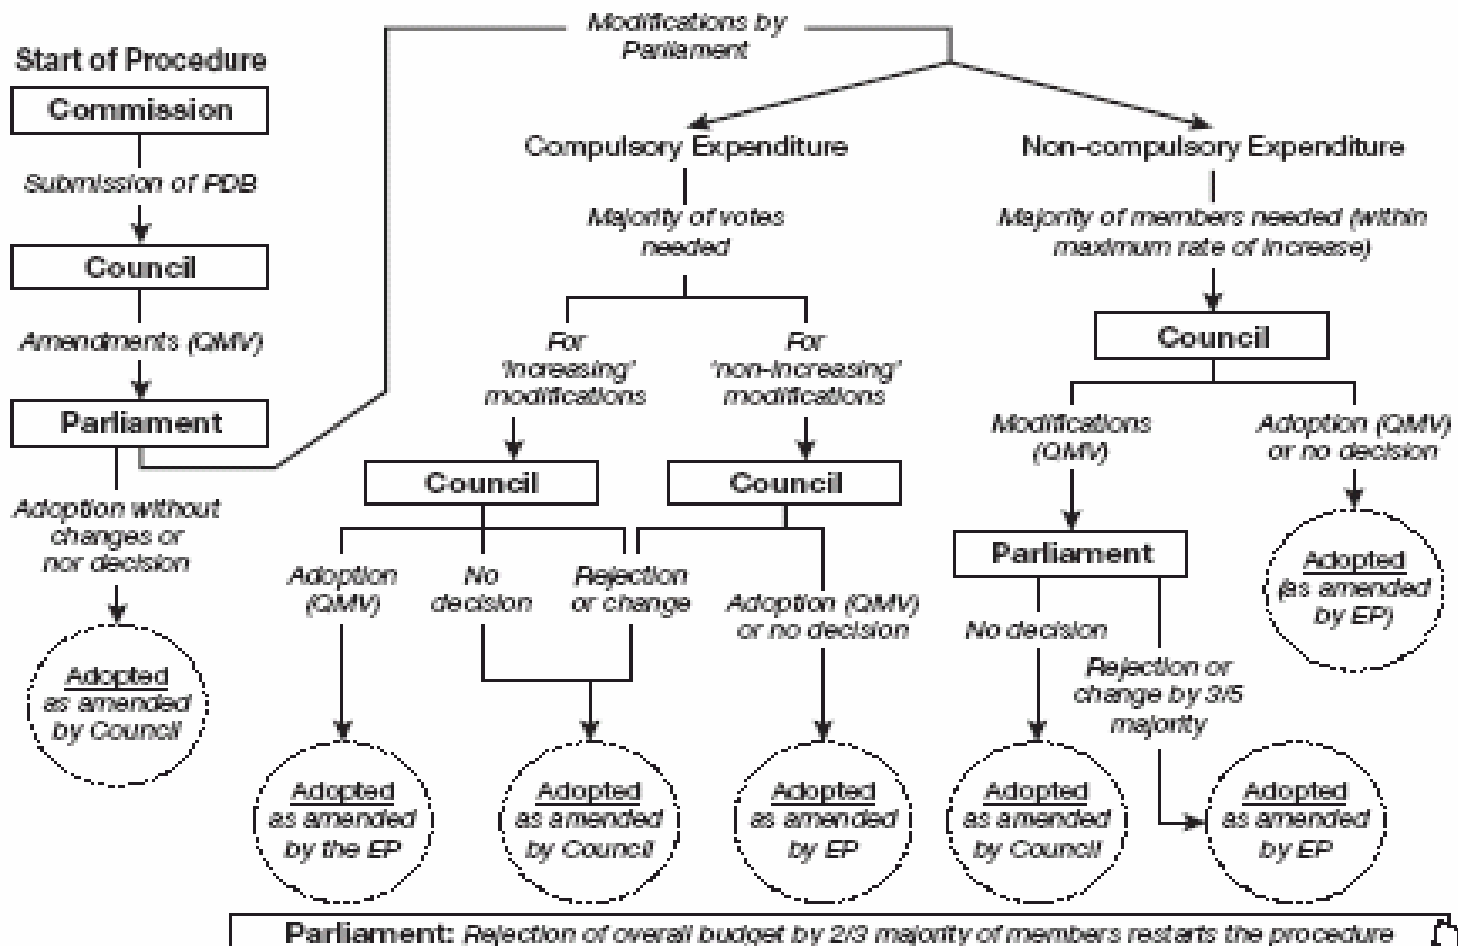 Start of Procedure
Commission
Submission of PDB
Council
Amendments (QMV)
Parliament
Adoption without
changes or
nor decision
Adopted
as amended
by Council
Modifications by
Parliament
Compulsory Expenditure
Majority of votes
needed
For
'increasing'
modifications
For
'non-increasing'
modifications
Council
Council
Adoption
(QMV)
No
decision
Rejection
or change
Adoption (QMV)
or no decision
Adopted
as amended
by the EP
Adopted
as amended
by Council
Adopted
as amended
by EP
Non-compulsory Expenditure
Majority of members needed (within
maximum rate of increase)
Council
Modifications
(QMV)
Adoption (QMV)
or no decision
Parliament
Adopted
(as amended
by EP)
No decision
Rejection or
change by 3/5
majority
Adopted
as amended
by Council
Adopted
as amended
by EP
Parliament: Rejection of overall budget by 2/3 majority of members restarts the procedure